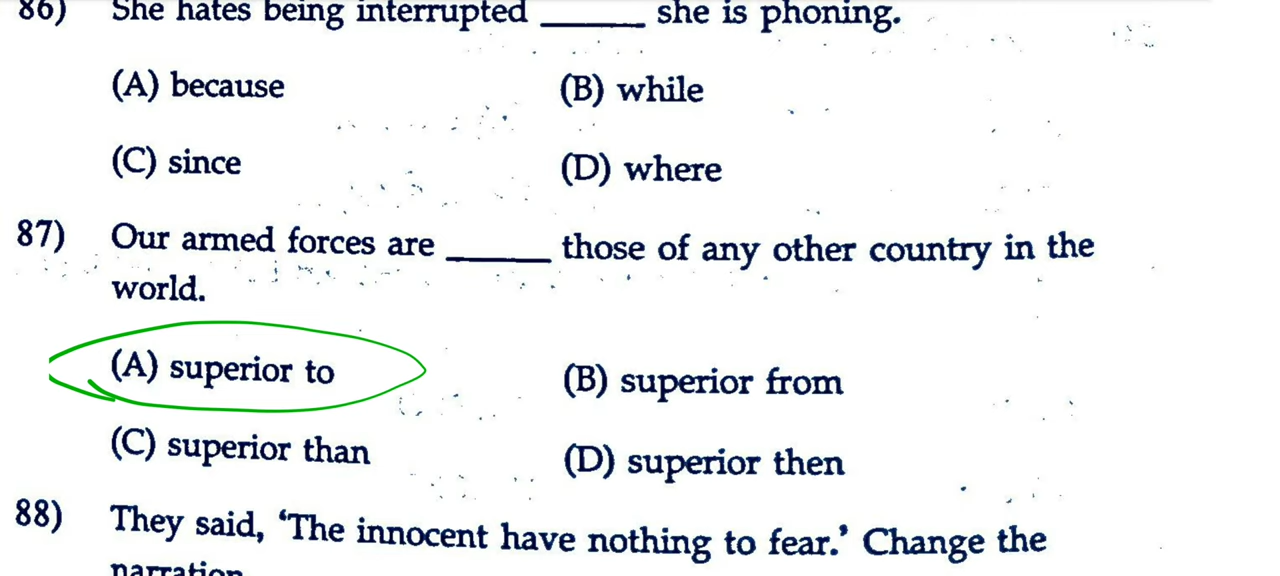 86) She hates being interrupted ______ she is phoning.
(A) because (B) while
(C) since (D) where
87) Our armed forces are ______ those of any other country in the
world.
(A) superior to (B) superior from
(C) superior than (D) superior then
88) They said, ‘The innocent have nothing to fear.’ Change the
narration